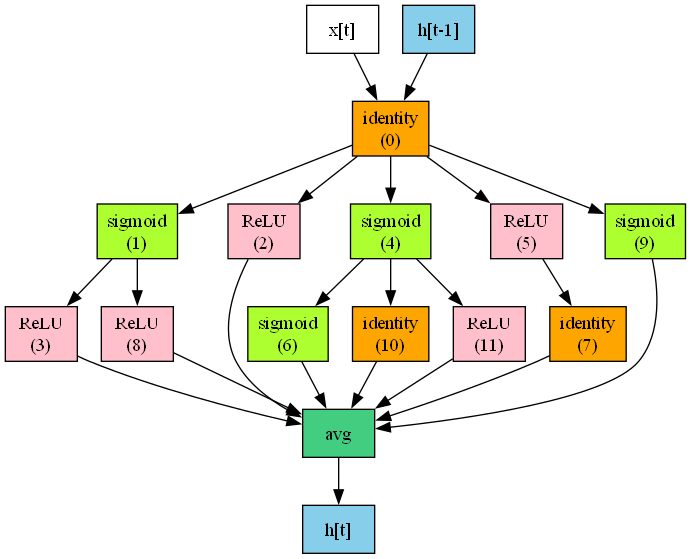 x[t]
h[t-1]
identity
(0)
sigmoid
(1)
ReLU
(2)
sigmoid
(4)
ReLU
(5)
sigmoid
(9)
ReLU
(3)
ReLU
(8)
sigmoid
(6)
identity
(10)
ReLU
(11)
identity
(7)
avg
h[t]